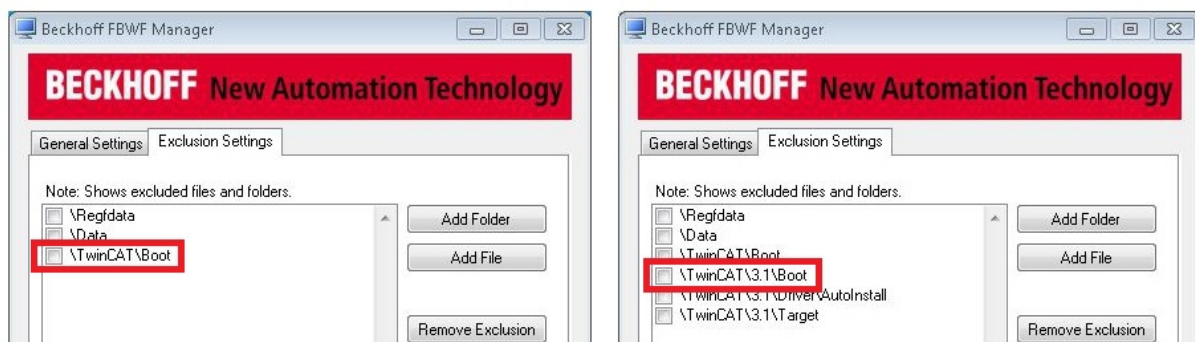 Beckhoff FBWF Manager
BECKHOFF New Automation Technology
General Settings
Exclusion Settings
Note: Shows excluded files and folders.
\Regfdata
\Data
\TwinCAT\Boot
Add Folder
Add File
Remove Exclusion
Beckhoff FBWF Manager
BECKHOFF New Automation Technology
General Settings
Exclusion Settings
Note: Shows excluded files and folders.
\Regfdata
\Data
\TwinCAT\Boot
\TwinCAT\3.1\Boot
\TwinCAT\3.1\Driver\AutoInstall
\TwinCAT\3.1\Target
Add Folder
Add File
Remove Exclusion